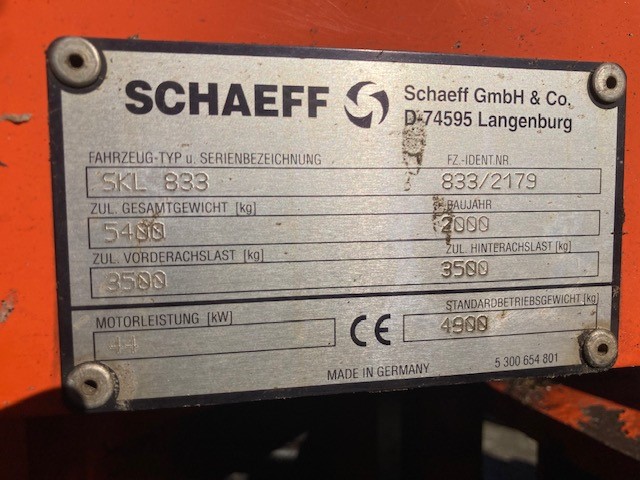 SCHAEFF
Schaeff GmbH & Co.
D-74595 Langenburg
FAHRZEUG-TYP u. SERIENBEZEICHNUNG
FZ.-IDENT.NR.
SKL 833
833/2179
ZUL. GESAMTGEWICHT [kg]
BAUJAHR
5400
2000
ZUL. VORDERACHSLAST [kg]
ZUL. HINTERACHSLAST [kg]
3500
3500
MOTORLEISTUNG [kW]
STANDARDBETRIEBSGEWICHT [kg]
44
CE
4900
MADE IN GERMANY
5 300 654 801